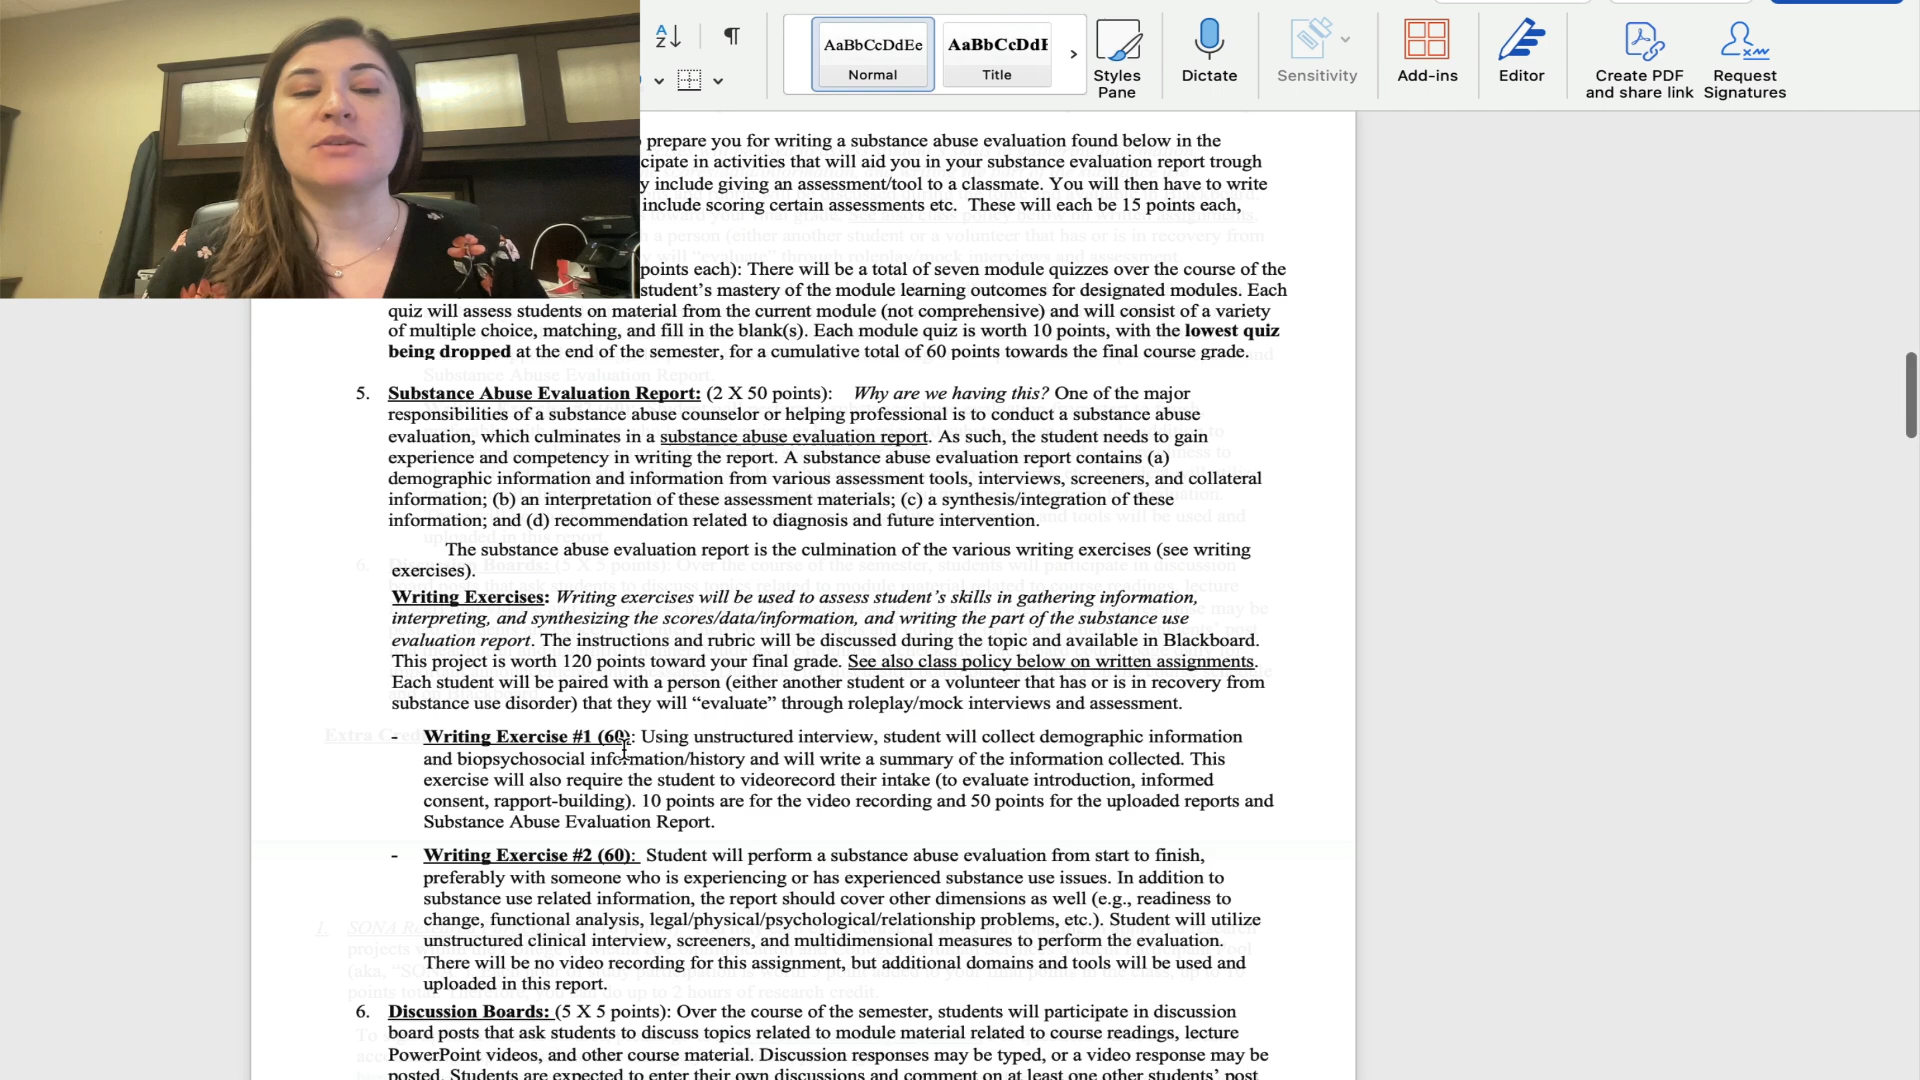 AaBbCcDdEe
AaBbCcDdE
Normal
Title
Styles
Pane
Dictate
Sensitivity
Add-ins
Editor
Create PDF
and share link
Request
Signatures
prepare you for writing a substance abuse evaluation found below in the
cipate in activities that will aid you in your substance evaluation report trough
y include giving an assessment/tool to a classmate. You will then have to write
include scoring certain assessments etc.  These will each be 15 points each,
points each): There will be a total of seven module quizzes over the course of the
student’s mastery of the module learning outcomes for designated modules. Each
quiz will assess students on material from the current module (not comprehensive) and will consist of a variety
of multiple choice, matching, and fill in the blank(s). Each module quiz is worth 10 points, with the lowest quiz
being dropped at the end of the semester, for a cumulative total of 60 points towards the final course grade.
5. Substance Abuse Evaluation Report: (2 X 50 points): Why are we having this? One of the major
responsibilities of a substance abuse counselor or helping professional is to conduct a substance abuse
evaluation, which culminates in a substance abuse evaluation report. As such, the student needs to gain
experience and competency in writing the report. A substance abuse evaluation report contains (a)
demographic information and information from various assessment tools, interviews, screeners, and collateral
information; (b) an interpretation of these assessment materials; (c) a synthesis/integration of these
information; and (d) recommendation related to diagnosis and future intervention.
The substance abuse evaluation report is the culmination of the various writing exercises (see writing
exercises).
Writing Exercises: Writing exercises will be used to assess student’s skills in gathering information,
interpreting, and synthesizing the scores/data/information, and writing the part of the substance use
evaluation report. The instructions and rubric will be discussed during the topic and available in Blackboard.
This project is worth 120 points toward your final grade. See also class policy below on written assignments.
Each student will be paired with a person (either another student or a volunteer that has or is in recovery from
substance use disorder) that they will “evaluate” through roleplay/mock interviews and assessment.
- Writing Exercise #1 (60): Using unstructured interview, student will collect demographic information
and biopsychosocial information/history and will write a summary of the information collected. This
exercise will also require the student to videorecord their intake (to evaluate introduction, informed
consent, rapport-building). 10 points are for the video recording and 50 points for the uploaded reports and
Substance Abuse Evaluation Report.
- Writing Exercise #2 (60): Student will perform a substance abuse evaluation from start to finish,
preferably with someone who is experiencing or has experienced substance use issues. In addition to
substance use related information, the report should cover other dimensions as well (e.g., readiness to
change, functional analysis, legal/physical/psychological/relationship problems, etc.). Student will utilize
unstructured clinical interview, screeners, and multidimensional measures to perform the evaluation.
There will be no video recording for this assignment, but additional domains and tools will be used and
uploaded in this report.
6. Discussion Boards: (5 X 5 points): Over the course of the semester, students will participate in discussion
board posts that ask students to discuss topics related to module material related to course readings, lecture
PowerPoint videos, and other course material. Discussion responses may be typed, or a video response may be
posted. Students are expected to enter their own discussions and comment on at least one other students’ post